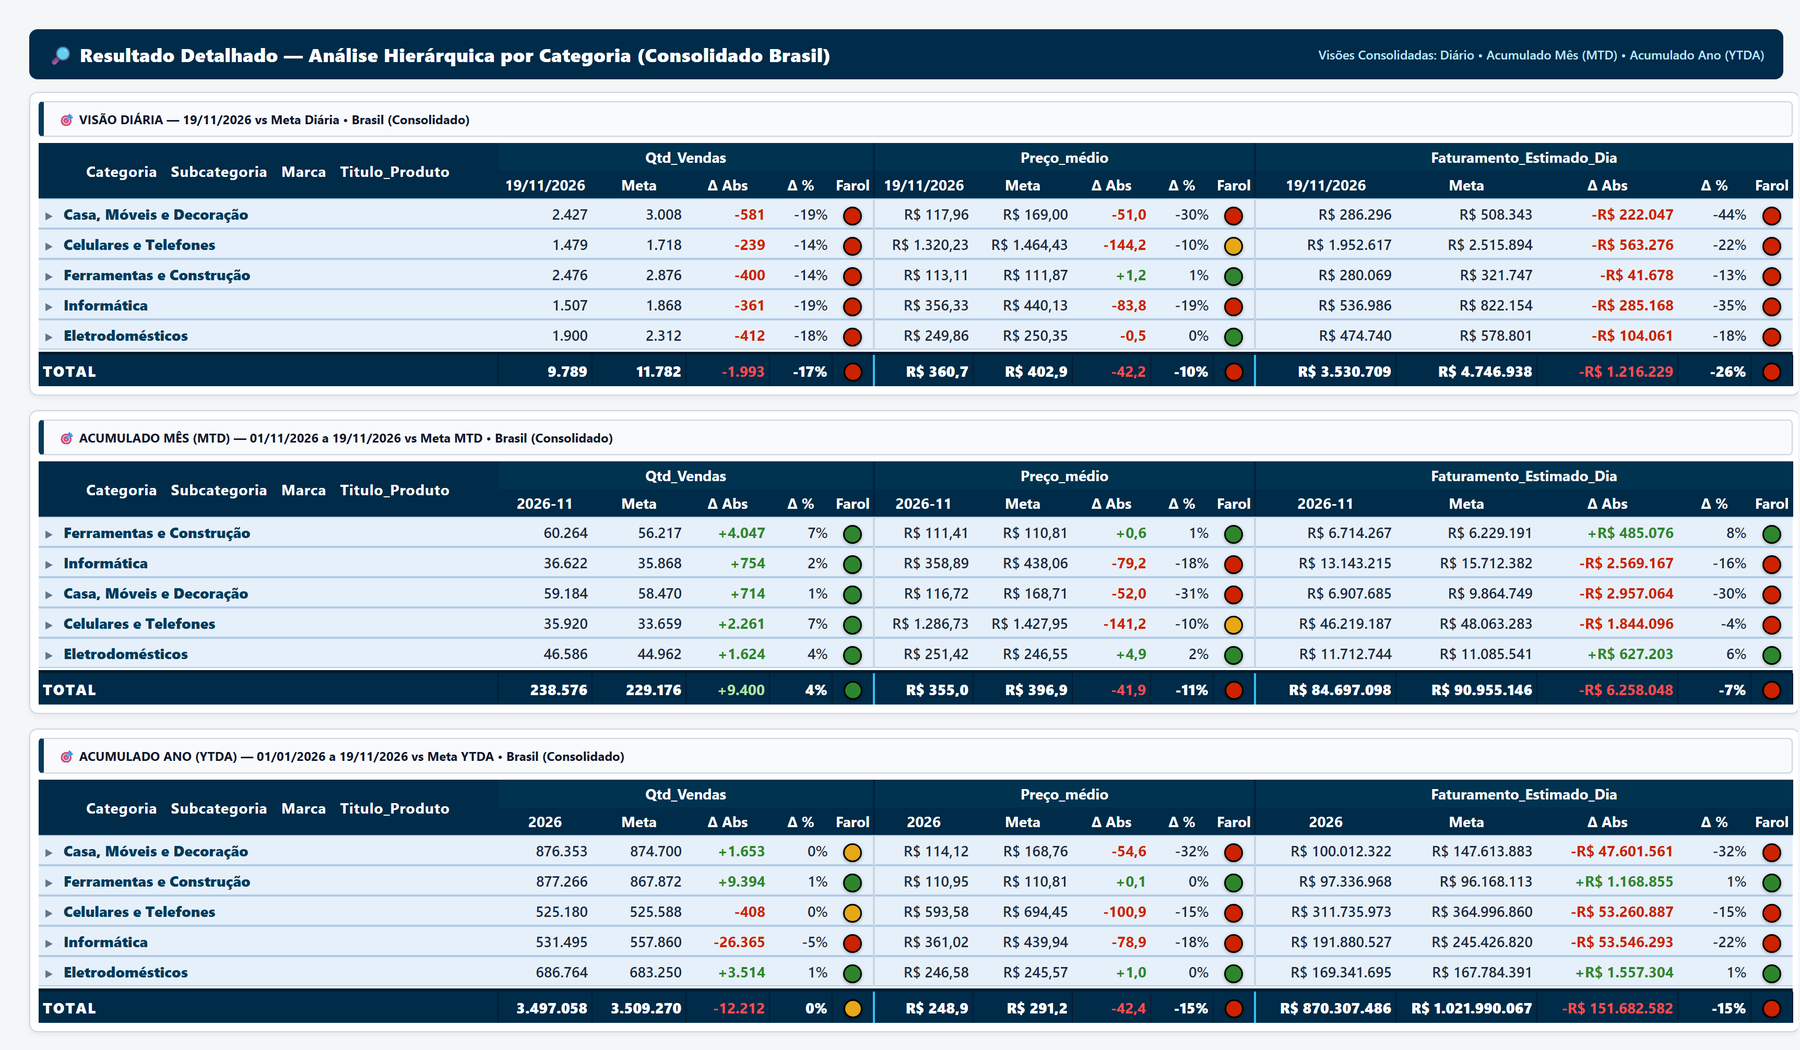 Resultado Detalhado — Análise Hierárquica por Categoria (Consolidado Brasil)
Visões Consolidadas: Diário • Acumulado Mês (MTD) • Acumulado Ano (YTDA)
VISÃO DIÁRIA — 19/11/2026 vs Meta Diária • Brasil (Consolidado)
Categoria Subcategoria Marca Titulo_Produto
Qtd_Vendas Preço_médio Faturamento_Estimado_Dia
19/11/2026 Meta Δ Abs Δ % Farol 19/11/2026 Meta Δ Abs Δ % Farol 19/11/2026 Meta Δ Abs Δ % Farol
▸ Casa, Móveis e Decoração 2.427 3.008 -581 -19% R$ 117,96 R$ 169,00 -51,0 -30% R$ 286.296 R$ 508.343 -R$ 222.047 -44%
▸ Celulares e Telefones 1.479 1.718 -239 -14% R$ 1.320,23 R$ 1.464,43 -144,2 -10% R$ 1.952.617 R$ 2.515.894 -R$ 563.276 -22%
▸ Ferramentas e Construção 2.476 2.876 -400 -14% R$ 113,11 R$ 111,87 +1,2 1% R$ 280.069 R$ 321.747 -R$ 41.678 -13%
▸ Informática 1.507 1.868 -361 -19% R$ 356,33 R$ 440,13 -83,8 -19% R$ 536.986 R$ 822.154 -R$ 285.168 -35%
▸ Eletrodomésticos 1.900 2.312 -412 -18% R$ 249,86 R$ 250,35 -0,5 0% R$ 474.740 R$ 578.801 -R$ 104.061 -18%
TOTAL 9.789 11.782 -1.993 -17% R$ 360,7 R$ 402,9 -42,2 -10% R$ 3.530.709 R$ 4.746.938 -R$ 1.216.229 -26%
ACUMULADO MÊS (MTD) — 01/11/2026 a 19/11/2026 vs Meta MTD • Brasil (Consolidado)
Categoria Subcategoria Marca Titulo_Produto
Qtd_Vendas Preço_médio Faturamento_Estimado_Dia
2026-11 Meta Δ Abs Δ % Farol 2026-11 Meta Δ Abs Δ % Farol 2026-11 Meta Δ Abs Δ % Farol
▸ Ferramentas e Construção 60.264 56.217 +4.047 7% R$ 111,41 R$ 110,81 +0,6 1% R$ 6.714.267 R$ 6.229.191 +R$ 485.076 8%
▸ Informática 36.622 35.868 +754 2% R$ 358,89 R$ 438,06 -79,2 -18% R$ 13.143.215 R$ 15.712.382 -R$ 2.569.167 -16%
▸ Casa, Móveis e Decoração 59.184 58.470 +714 1% R$ 116,72 R$ 168,71 -52,0 -31% R$ 6.907.685 R$ 9.864.749 -R$ 2.957.064 -30%
▸ Celulares e Telefones 35.920 33.659 +2.261 7% R$ 1.286,73 R$ 1.427,95 -141,2 -10% R$ 46.219.187 R$ 48.063.283 -R$ 1.844.096 -4%
▸ Eletrodomésticos 46.586 44.962 +1.624 4% R$ 251,42 R$ 246,55 +4,9 2% R$ 11.712.744 R$ 11.085.541 +R$ 627.203 6%
TOTAL 238.576 229.176 +9.400 4% R$ 355,0 R$ 396,9 -41,9 -11% R$ 84.697.098 R$ 90.955.146 -R$ 6.258.048 -7%
ACUMULADO ANO (YTDA) — 01/01/2026 a 19/11/2026 vs Meta YTDA • Brasil (Consolidado)
Categoria Subcategoria Marca Titulo_Produto
Qtd_Vendas Preço_médio Faturamento_Estimado_Dia
2026 Meta Δ Abs Δ % Farol 2026 Meta Δ Abs Δ % Farol 2026 Meta Δ Abs Δ % Farol
▸ Casa, Móveis e Decoração 876.353 874.700 +1.653 0% R$ 114,12 R$ 168,76 -54,6 -32% R$ 100.012.322 R$ 147.613.883 -R$ 47.601.561 -32%
▸ Ferramentas e Construção 877.266 867.872 +9.394 1% R$ 110,95 R$ 110,81 +0,1 0% R$ 97.336.968 R$ 96.168.113 +R$ 1.168.855 1%
▸ Celulares e Telefones 525.180 525.588 -408 0% R$ 593,58 R$ 694,45 -100,9 -15% R$ 311.735.973 R$ 364.996.860 -R$ 53.260.887 -15%
▸ Informática 531.495 557.860 -26.365 -5% R$ 361,02 R$ 439,94 -78,9 -18% R$ 191.880.527 R$ 245.426.820 -R$ 53.546.293 -22%
▸ Eletrodomésticos 686.764 683.250 +3.514 1% R$ 246,58 R$ 245,57 +1,0 0% R$ 169.341.695 R$ 167.784.391 +R$ 1.557.304 1%
TOTAL 3.497.058 3.509.270 -12.212 0% R$ 248,9 R$ 291,2 -42,4 -15% R$ 870.307.486 R$ 1.021.990.067 -R$ 151.682.582 -15%